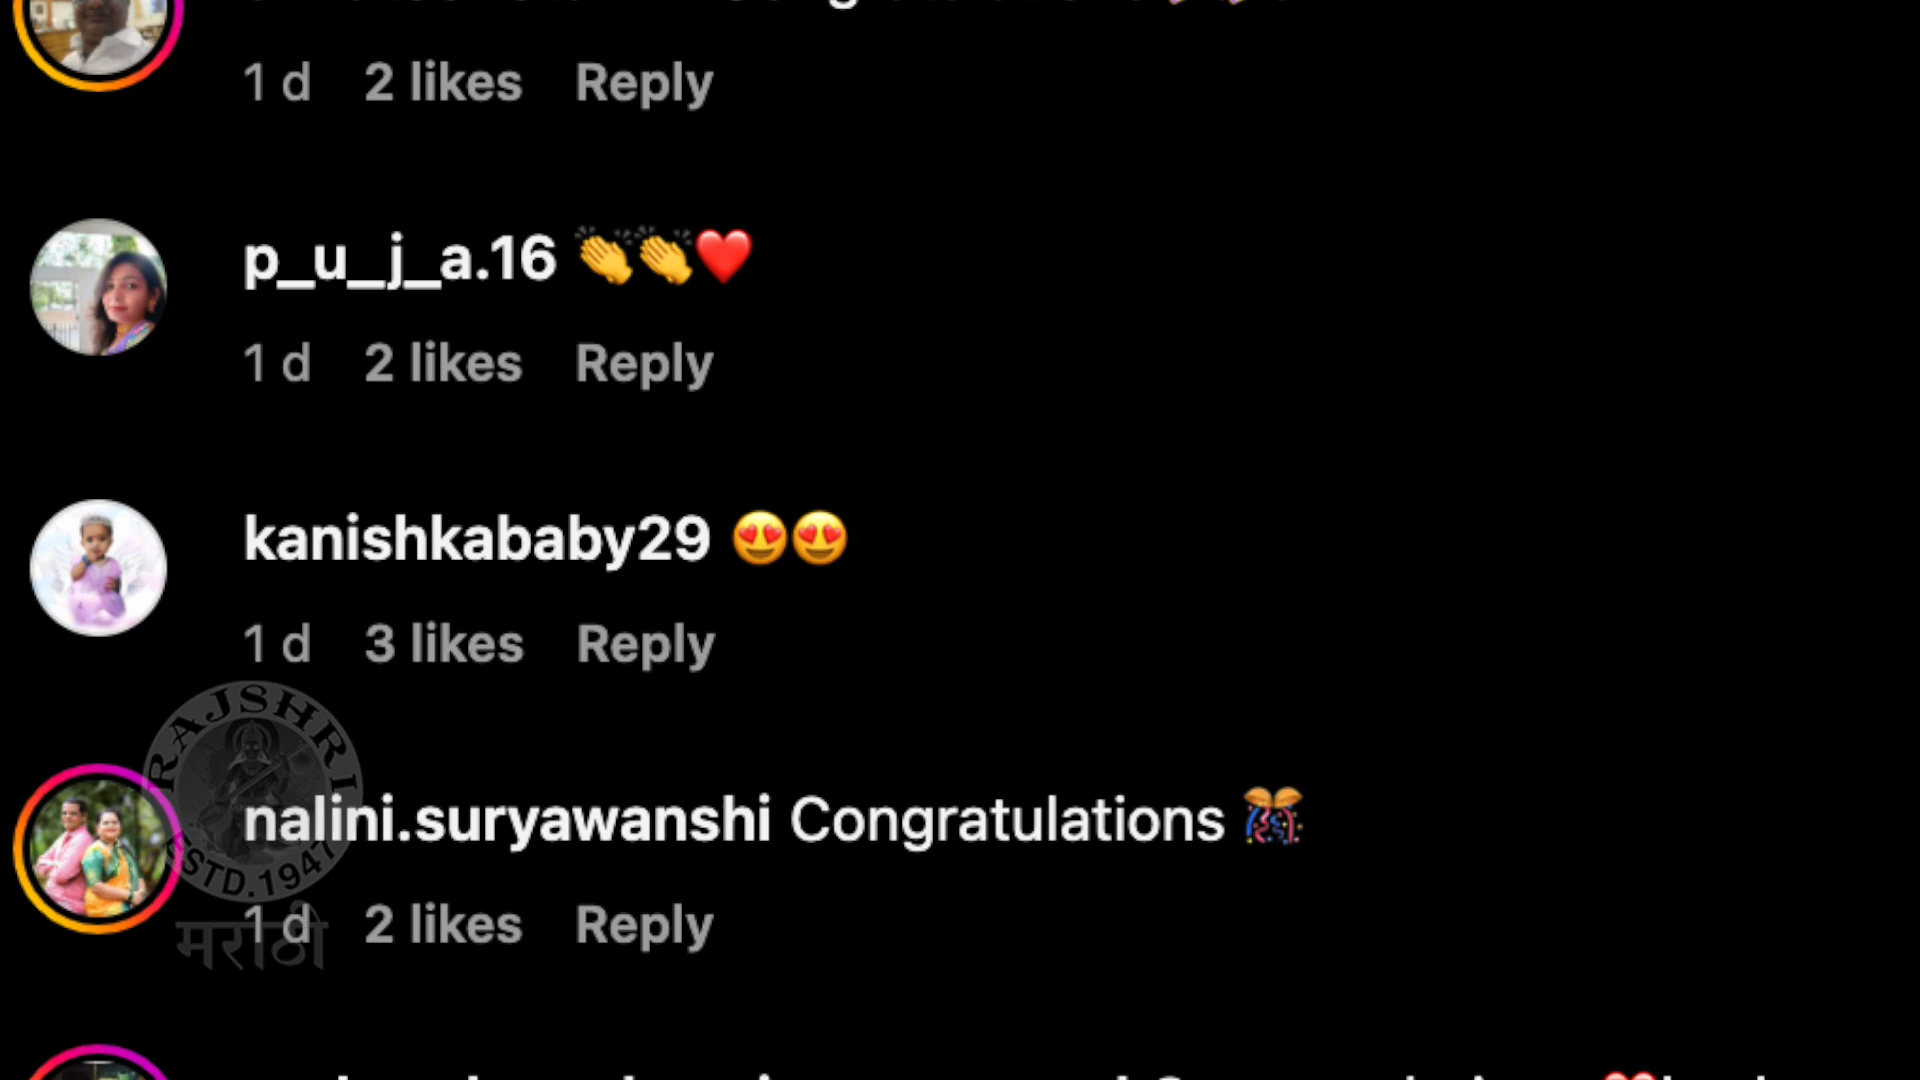 1 d 2 likes Reply
p_u_j_a.16 👏👏❤️
1 d 2 likes Reply
kanishkababy29 😍😍
1 d 3 likes Reply
RAJSHRI
nalini.suryawanshi Congratulations 🎊
ESTD.1947
1 d 2 likes Reply
मराठी